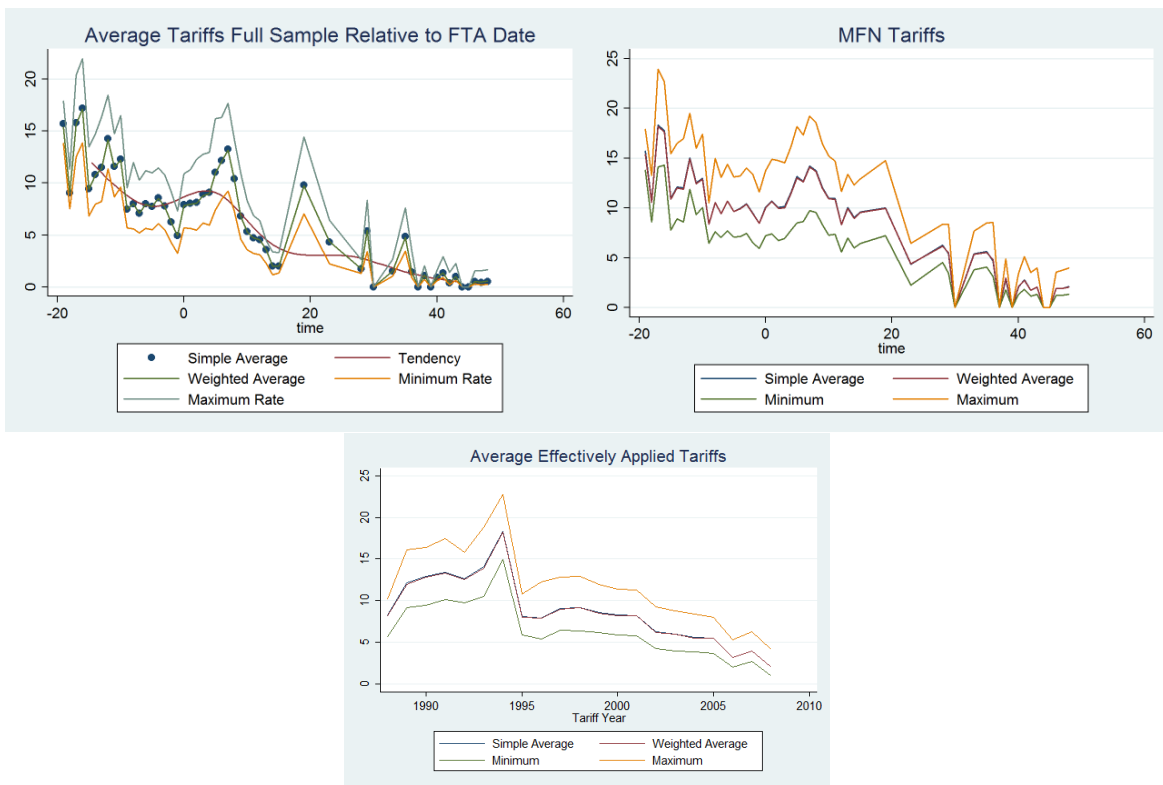 Average Tariffs Full Sample Relative to FTA Date
20
15
10
5
0
-20 0 20 40 60
time
Simple Average Tendency
Weighted Average Minimum Rate
Maximum Rate
MFN Tariffs
25
20
15
10
5
0
-20 0 20 40 60
time
Simple Average Weighted Average
Minimum Maximum
Average Effectively Applied Tariffs
25
20
15
10
5
0
1990 1995 2000 2005 2010
Tariff Year
Simple Average Weighted Average
Minimum Maximum